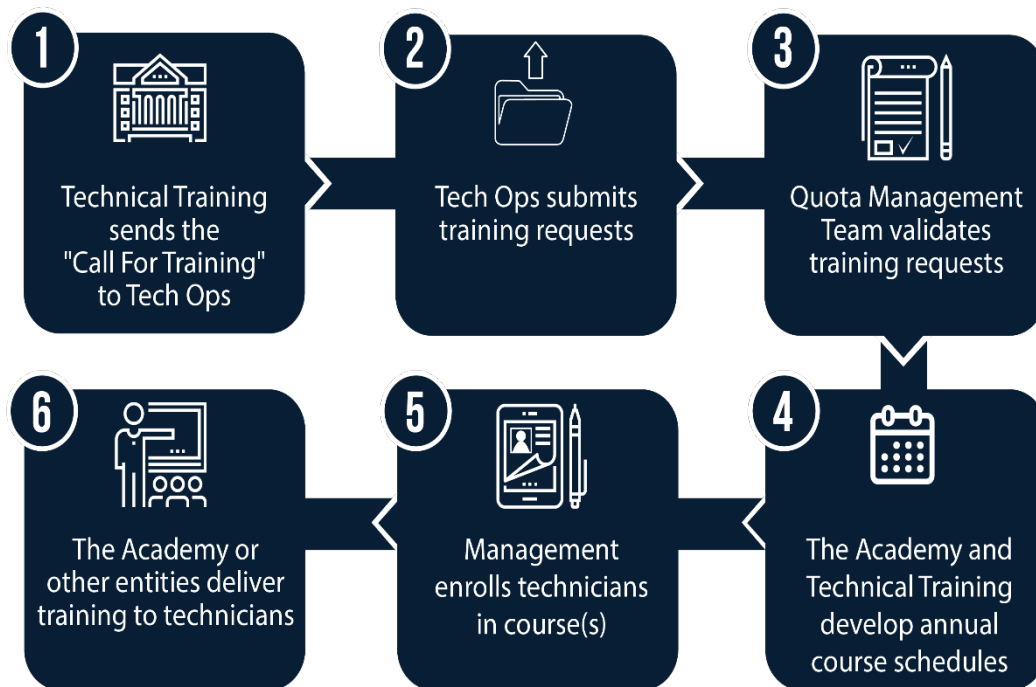 1
Technical Training
sends the
"Call For Training"
to Tech Ops
2
Tech Ops submits
training requests
3
Quota Management
Team validates
training requests
4
The Academy and
Technical Training
develop annual
course schedules
5
Management
enrolls technicians
in course(s)
6
The Academy or
other entities deliver
training to technicians